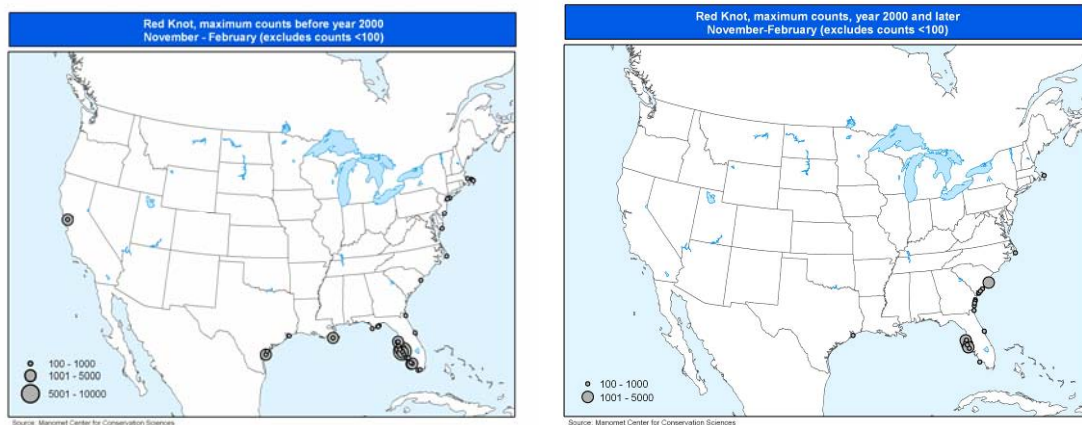 Red Knot, maximum counts before year 2000
November - February (excludes counts <100)
100 - 1000
1001 - 5000
5001 - 10000
Source: Manomet Center for Conservation Sciences
Red Knot, maximum counts, year 2000 and later
November-February (excludes counts <100)
100 - 1000
1001 - 5000
Source: Manomet Center for Conservation Sciences